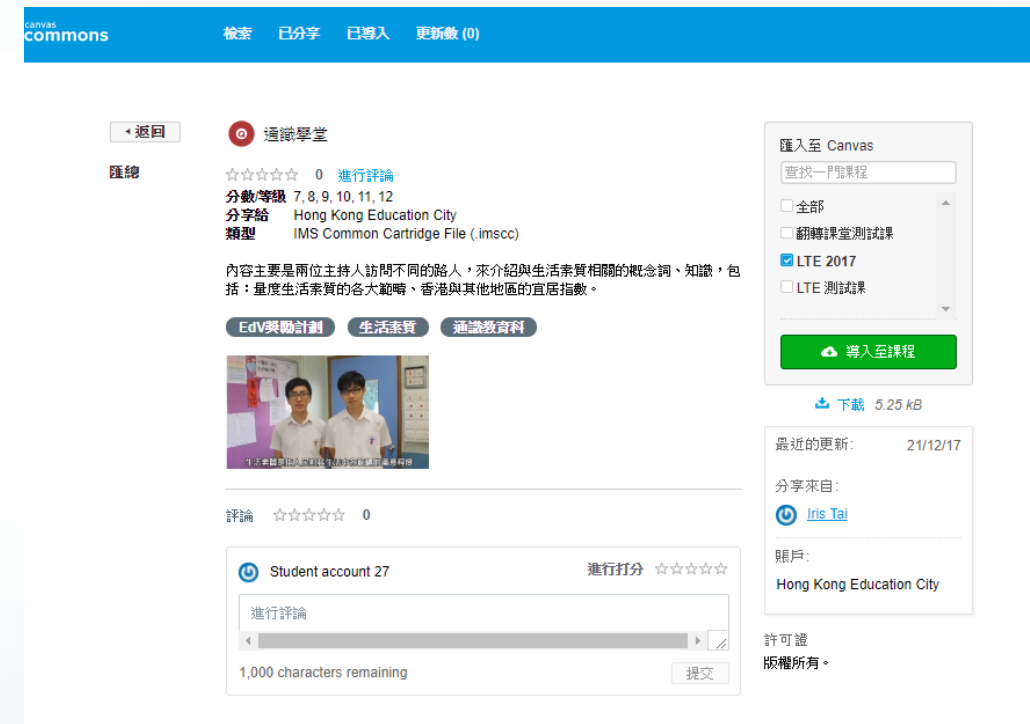 canvas
commons
檢索 已分享 已導入 更新數 (0)
返回
匯總
通識學堂
0 進行評論
分數/等級 7, 8, 9, 10, 11, 12
分享給 Hong Kong Education City
類型 IMS Common Cartridge File (.imscc)
內容主要是兩位主持人訪問不同的路人，來介紹與生活素質相關的概念詞、知識，包
括：量度生活素質的各大範疇、香港與其他地區的宜居指數。
EdV獎勵計劃 生活素質 通識教育科
評論 0
Student account 27 進行打分
進行評論
1,000 characters remaining
提交
匯入至 Canvas
查找一門課程
全部
翻轉課堂測試課
LTE 2017
LTE 測試課
導入至課程
下載 5.25 kB
最近的更新: 21/12/17
分享來自:
Iris Tai
賬戶:
Hong Kong Education City
許可證
版權所有。